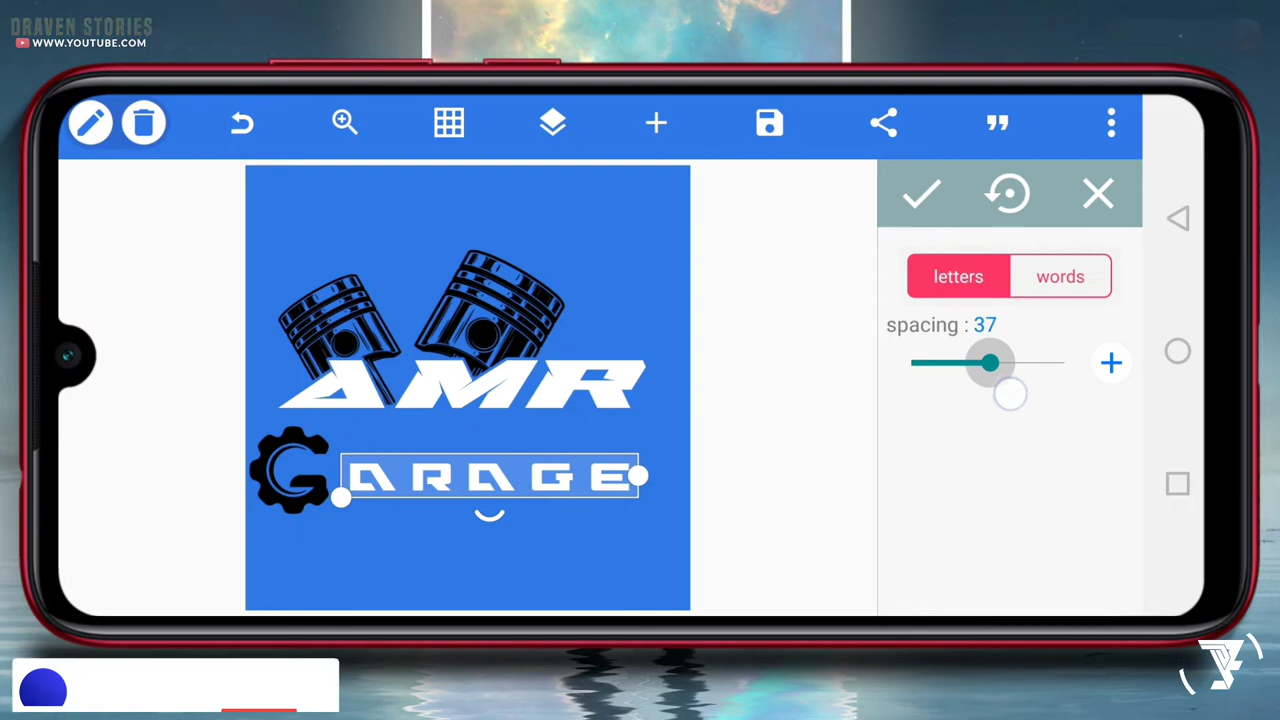 DRAVEN STORIES
WWW.YOUTUBE.COM
letters words
spacing : 37
AMR
GARAGE